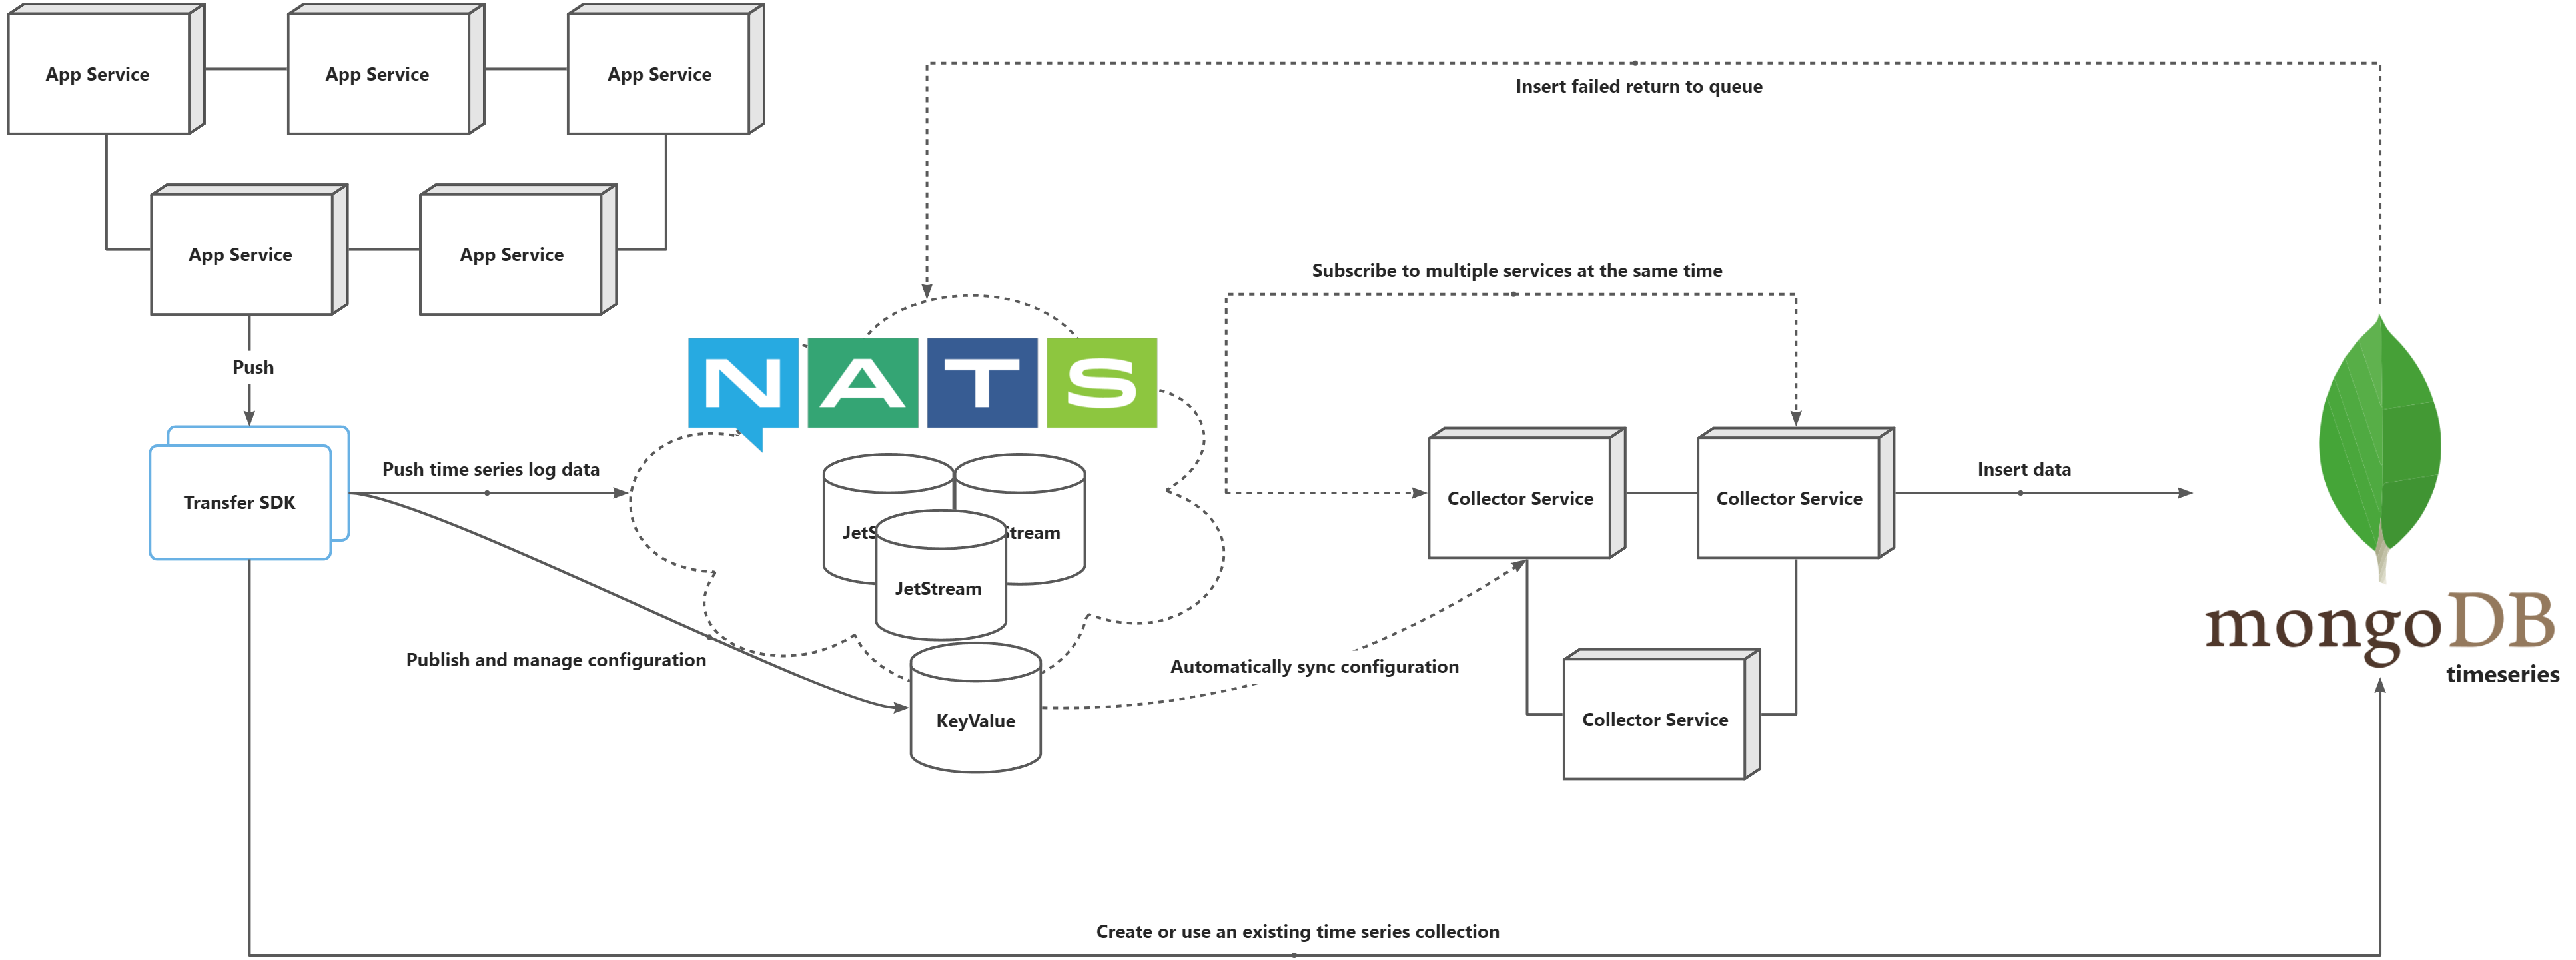 App Service
App Service
App Service
Insert failed return to queue
App Service
App Service
Subscribe to multiple services at the same time
Push
NATS
Push time series log data
Transfer SDK
JetS
tream
JetStream
Collector Service
Collector Service
Insert data
mongoDB
timeseries
Publish and manage configuration
Automatically sync configuration
KeyValue
Collector Service
Create or use an existing time series collection